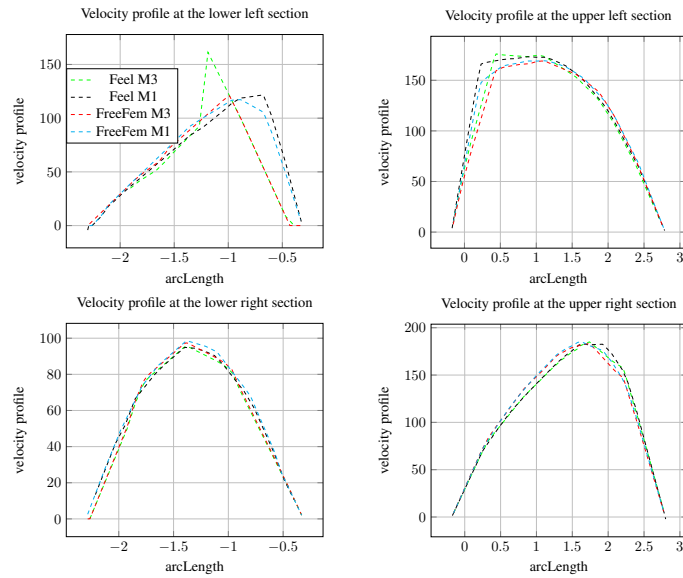 Velocity profile at the lower left section
velocity profile
150
100
50
0
−2
−1.5
−1
−0.5
arcLength
Feel M3
Feel M1
FreeFem M3
FreeFem M1
Velocity profile at the upper left section
velocity profile
150
100
50
0
0
0.5
1
1.5
2
2.5
3
arcLength
Velocity profile at the lower right section
velocity profile
100
80
60
40
20
0
−2
−1.5
−1
−0.5
arcLength
Velocity profile at the upper right section
velocity profile
200
150
100
50
0
0
0.5
1
1.5
2
2.5
3
arcLength